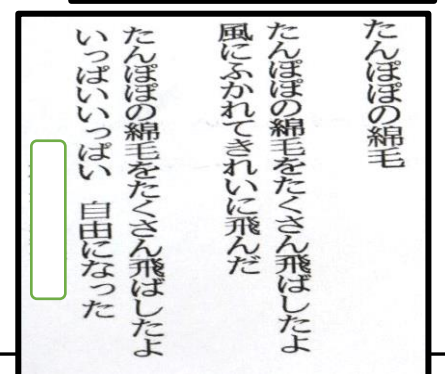 たんぽぽの綿毛
たんぽぽの綿毛をたくさん飛ばしたよ
風にふかれてきれいに飛んだ
たんぽぽの綿毛をたくさん飛ばしたよ
いっぱいいっぱい　自由になった